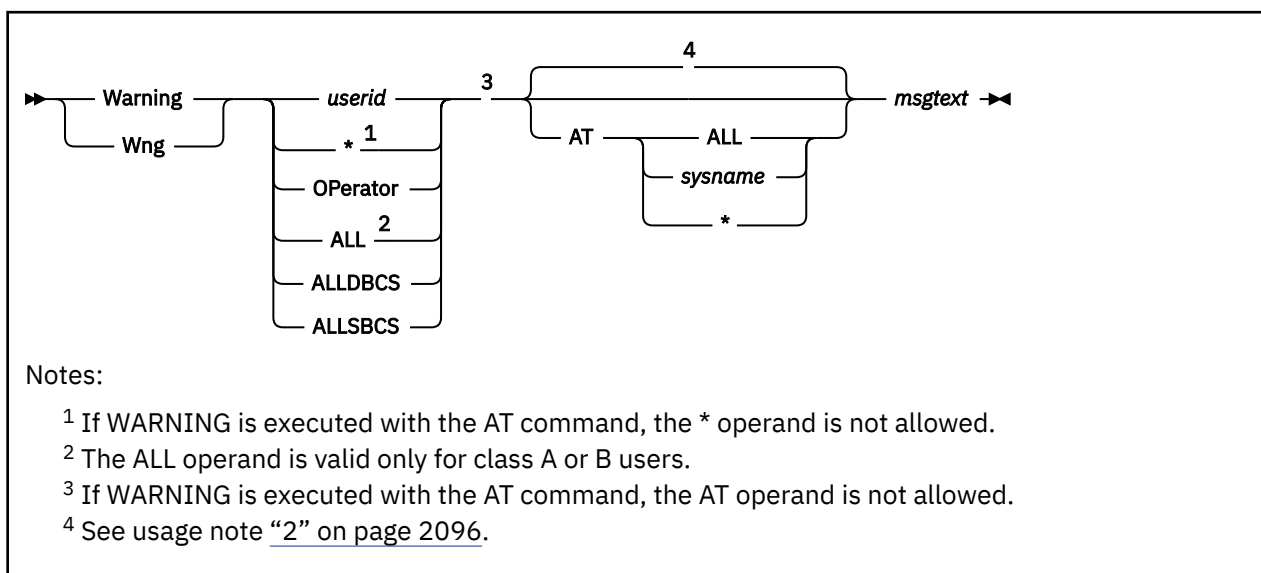 4
Warning userid 3 msgtext
Wng * 1 AT ALL
OPerator sysname
ALL 2 *
ALLDBCS
ALLSBCS
Notes:
1 If WARNING is executed with the AT command, the * operand is not allowed.
2 The ALL operand is valid only for class A or B users.
3 If WARNING is executed with the AT command, the AT operand is not allowed.
4 See usage note “2” on page 2096.